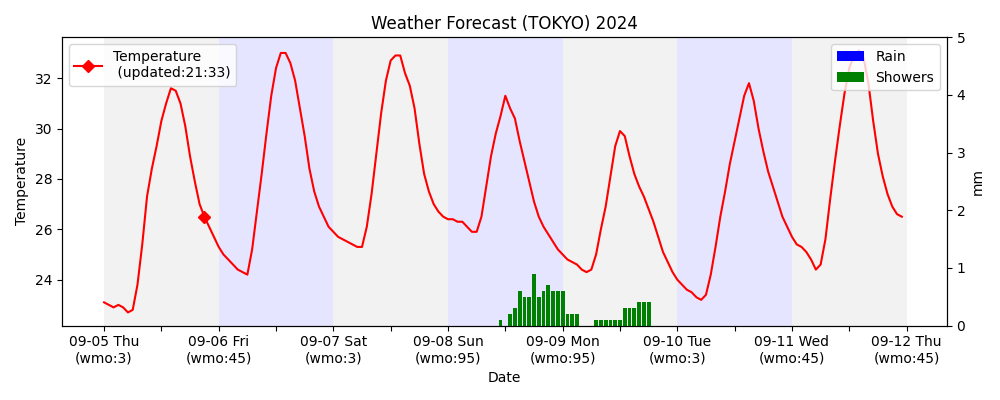 Weather Forecast (TOKYO) 2024
Temperature
(updated:21:33)
Rain
Showers
Temperature
32
30
28
26
24
5
4
3
2
1
0
mm
09-05 Thu
(wmo:3)
09-06 Fri
(wmo:45)
09-07 Sat
(wmo:3)
09-08 Sun
(wmo:95)
09-09 Mon
(wmo:95)
09-10 Tue
(wmo:3)
09-11 Wed
(wmo:45)
09-12 Thu
(wmo:45)
Date